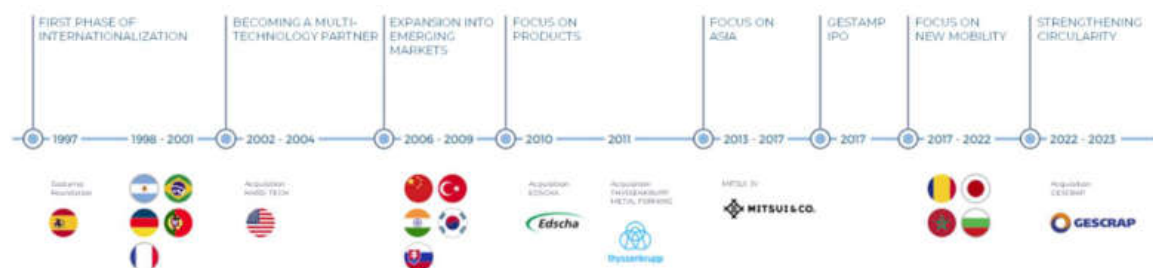 FIRST PHASE OF
INTERNATIONALIZATION
BECOMING A MULTI-
TECHNOLOGY PARTNER
EXPANSION INTO
EMERGING
MARKETS
FOCUS ON
PRODUCTS
FOCUS ON
ASIA
GESTAMP
IPO
FOCUS ON
NEW MOBILITY
STRENGTHENING
CIRCULARITY
1997
1998 - 2001
2002 - 2004
2006 - 2009
2010
2011
2013 - 2017
2017
2017 - 2022
2022 - 2023
Gestamp
Foundation
Acquisition
HARD TECH
Acquisition
EDSCHA
Edscha
Acquisition
THYSSENKRUPP
METAL FORMING
thyssenkrupp
MITSUI JV
MITSUI & CO.
Acquisition
GESCRAP
GESCRAP